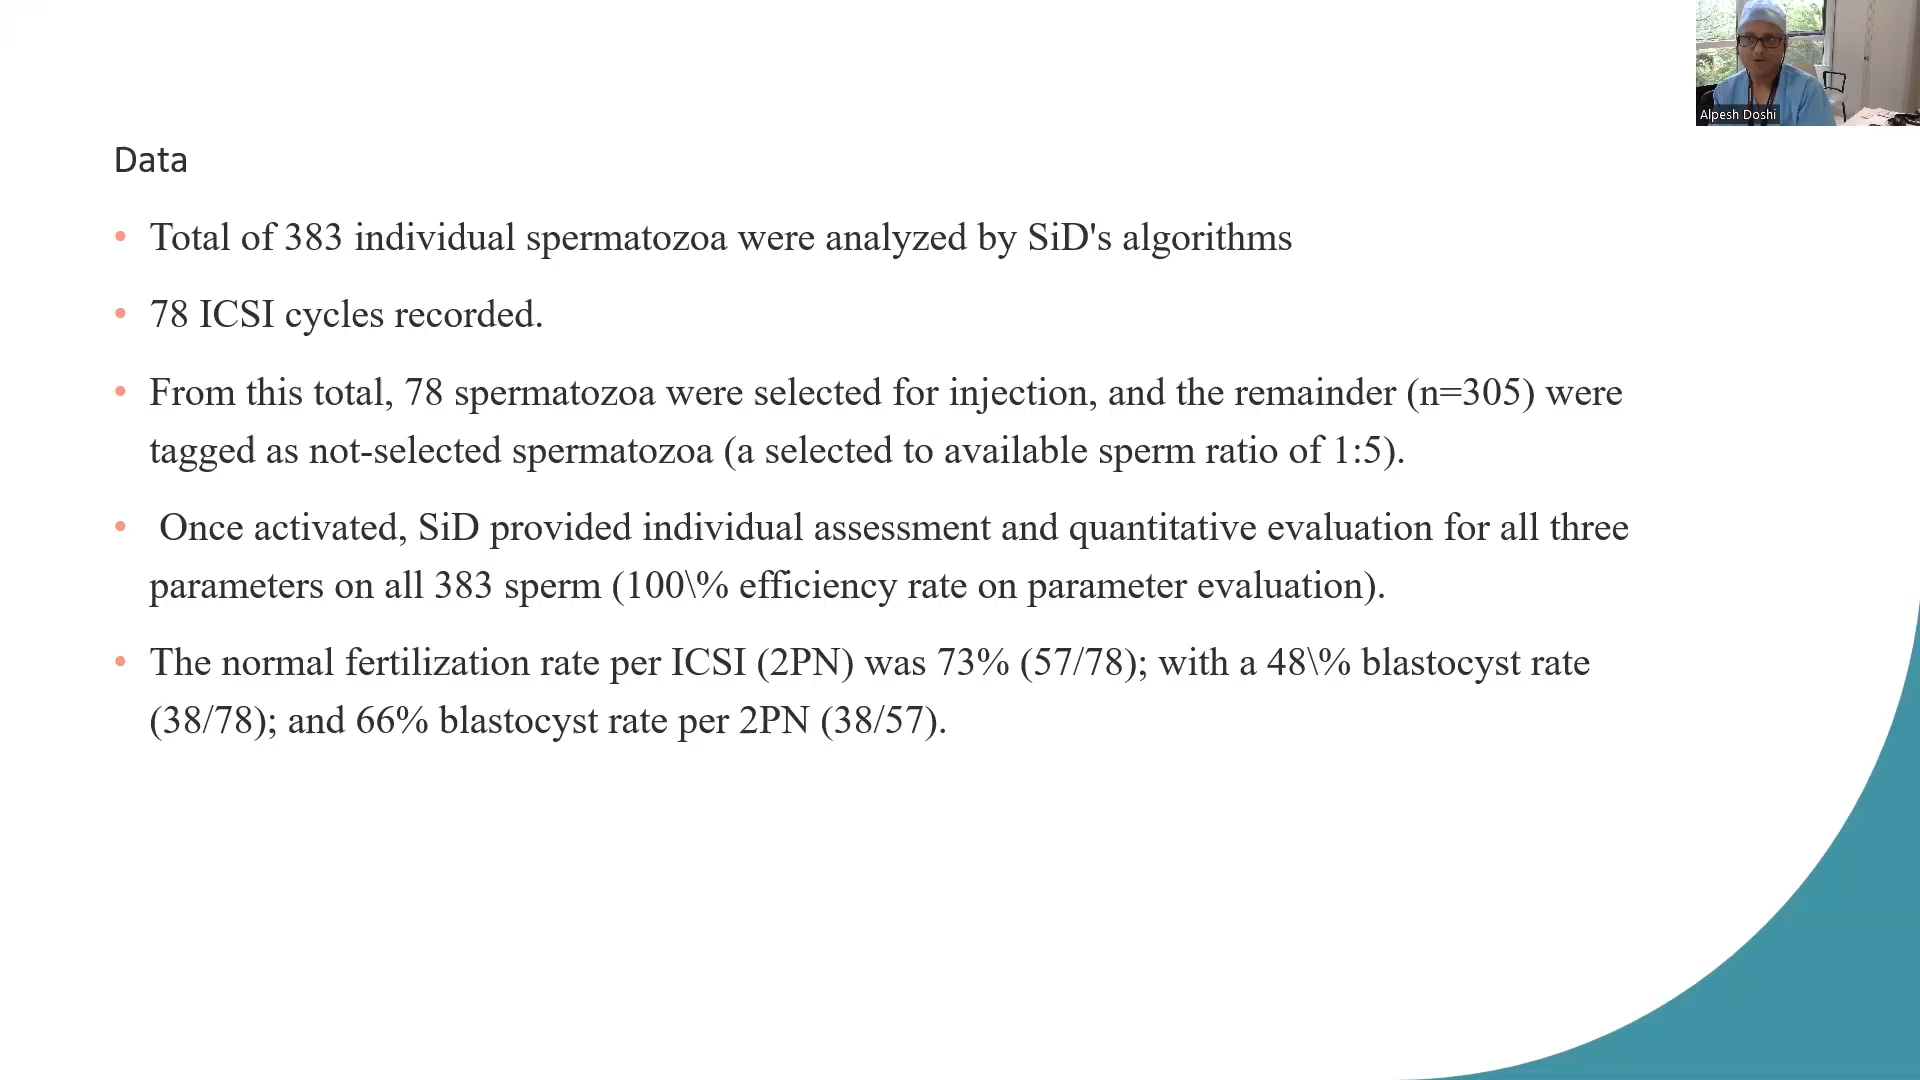 Alpesh Doshi
Data
• Total of 383 individual spermatozoa were analyzed by SiD's algorithms
• 78 ICSI cycles recorded.
• From this total, 78 spermatozoa were selected for injection, and the remainder (n=305) were
tagged as not-selected spermatozoa (a selected to available sperm ratio of 1:5).
• Once activated, SiD provided individual assessment and quantitative evaluation for all three
parameters on all 383 sperm (100\% efficiency rate on parameter evaluation).
• The normal fertilization rate per ICSI (2PN) was 73% (57/78); with a 48\% blastocyst rate
(38/78); and 66% blastocyst rate per 2PN (38/57).